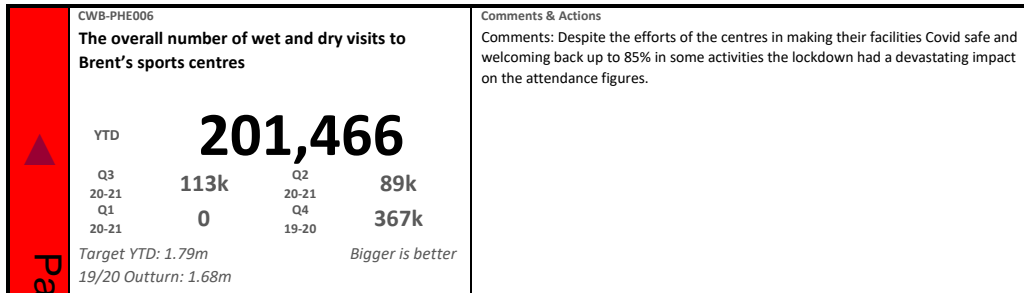 CWB-PHE006
The overall number of wet and dry visits to
Brent's sports centres
YTD 201,466
Q3 20-21 113k Q2 20-21 89k
Q1 20-21 0 Q4 19-20 367k
Target YTD: 1.79m Bigger is better
19/20 Outturn: 1.68m
Comments & Actions
Comments: Despite the efforts of the centres in making their facilities Covid safe and
welcoming back up to 85% in some activities the lockdown had a devastating impact
on the attendance figures.
Pa